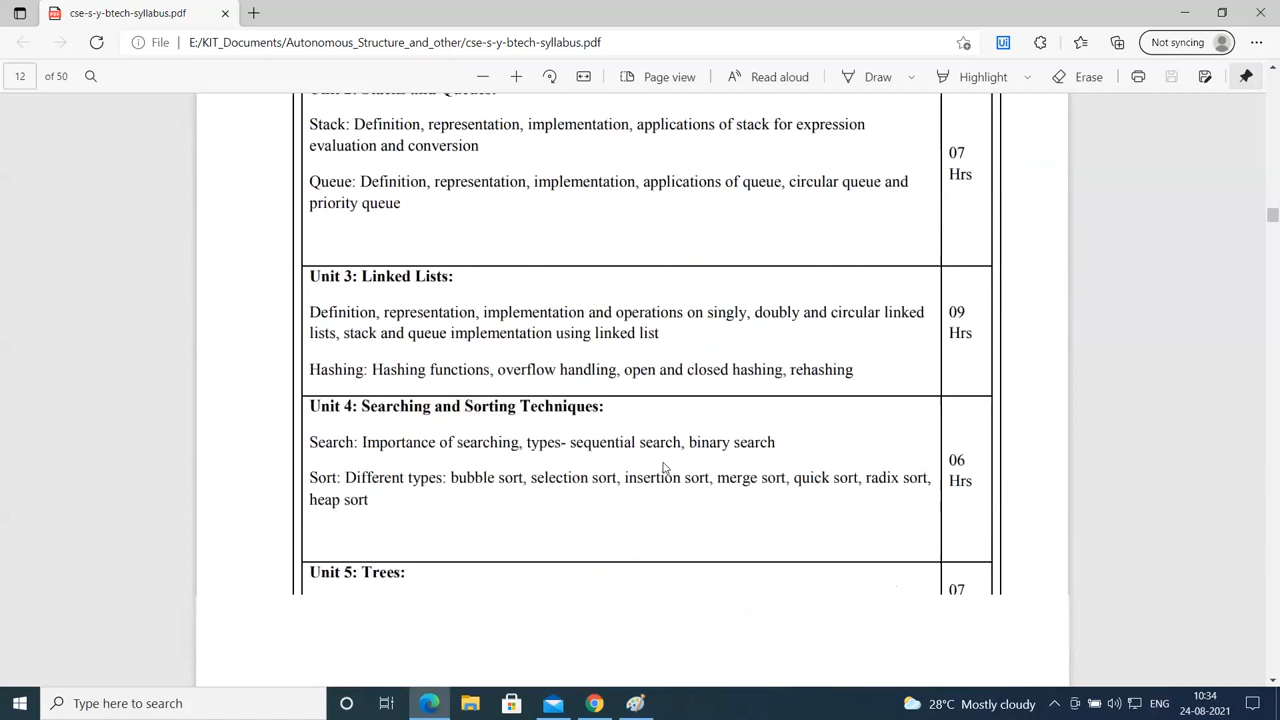 cse-s-y-btech-syllabus.pdf
File
E:/KIT_Documents/Autonomous_Structure_and_other/cse-s-y-btech-syllabus.pdf
Not syncing
12 of 50
Page view
Read aloud
Draw
Highlight
Erase
Stack: Definition, representation, implementation, applications of stack for expression
evaluation and conversion
07
Hrs
Queue: Definition, representation, implementation, applications of queue, circular queue and
priority queue
Unit 3: Linked Lists:
Definition, representation, implementation and operations on singly, doubly and circular linked
lists, stack and queue implementation using linked list
09
Hrs
Hashing: Hashing functions, overflow handling, open and closed hashing, rehashing
Unit 4: Searching and Sorting Techniques:
Search: Importance of searching, types- sequential search, binary search
06
Hrs
Sort: Different types: bubble sort, selection sort, insertion sort, merge sort, quick sort, radix sort,
heap sort
Unit 5: Trees:
07
Type here to search
28°C Mostly cloudy
ENG
10:34
24-08-2021